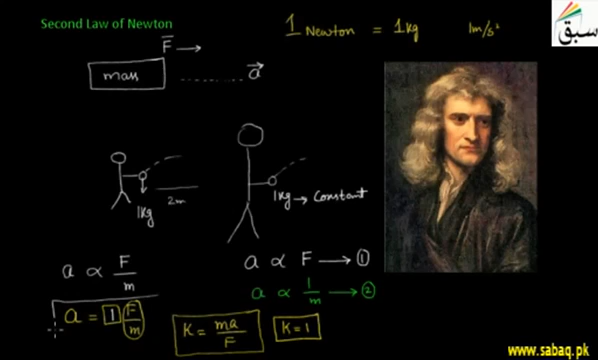 Second Law of Newton
1 Newton = 1kg 1m/s²
سبق
F →
mass
a
1kg
2m
1kg → Constant
a ∝ F/m
a ∝ F → ①
a ∝ 1/m → ②
a = 1 F/m
K = ma/F
K = 1
www.sabaq.pk